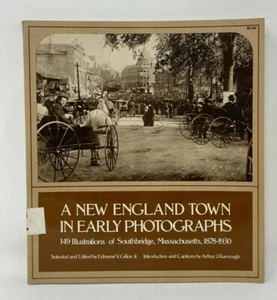 A NEW ENGLAND TOWN
IN EARLY PHOTOGRAPHS
149 Illustrations of Southbridge, Massachusetts, 1878-1930
Selected and Edited by Edmund V. Gillon Jr. Introduction and Captions by Arthur J. Kavanagh